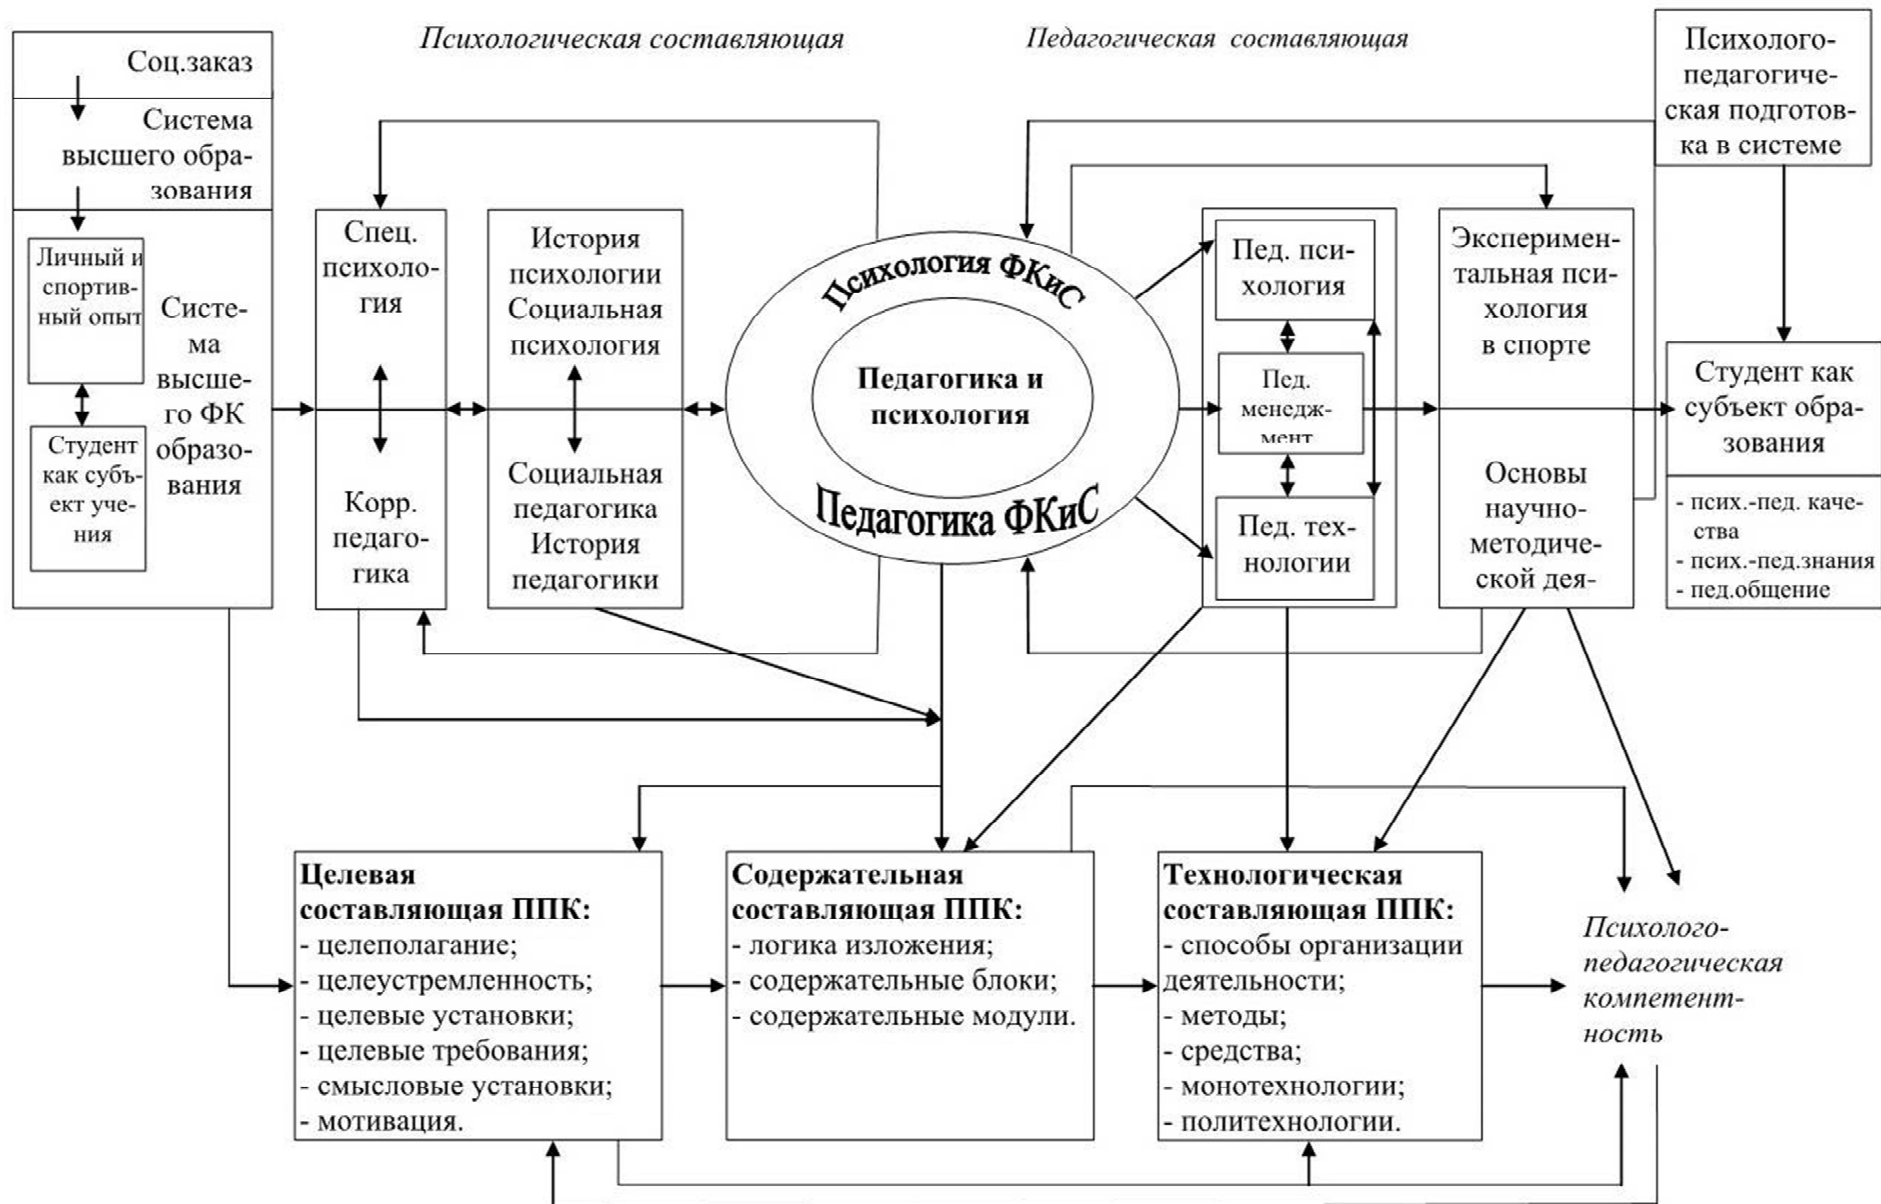 Психологическая составляющая
Педагогическая составляющая
Соц.заказ
Система
высшего обра-
зования
Личный и
спортив-
ный опыт
Студент
как субъ-
ект уче-
ния
Систе-
ма
высше-
го ФК
образо-
вания
Спец.
психоло-
гия
Корр.
педаго-
гика
История
психологии
Социальная
психология
Социальная
педагогика
История
педагогики
Психология ФКиС
Педагогика и
психология
Педагогика ФКиС
Пед. пси-
хология
Пед.
менедж-
мент
Пед. тех-
нологии
Эксперимен-
тальная пси-
хология
в спорте
Основы
научно-
методиче-
ской дея-
Психолого-
педагогиче-
ская подготов-
ка в системе
Студент как
субъект обра-
зования
- псих.-пед. каче-
ства
- псих.-пед.знания
- пед.общение
Целевая
составляющая ППК:
- целеполагание;
- целеустремленность;
- целевые установки;
- целевые требования;
- смысловые установки;
- мотивация.
Содержательная
составляющая ППК:
- логика изложения;
- содержательные блоки;
- содержательные модули.
Технологическая
составляющая ППК:
- способы организации
деятельности;
- методы;
- средства;
- монотехнологии;
- политехнологии.
Психолого-
педагогическая
компетент-
ность